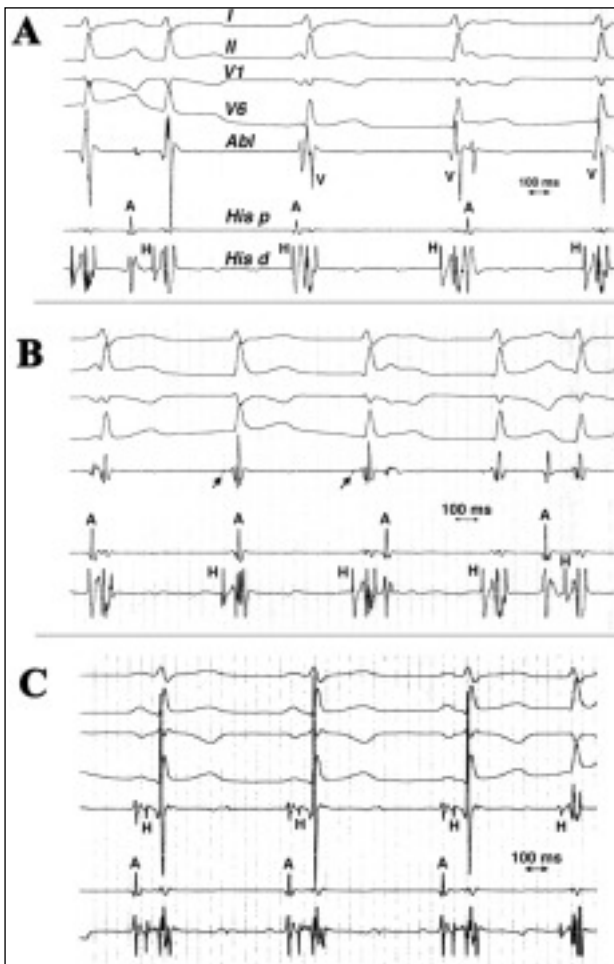 A
I
II
V1
V6
Abl
V V V
100 ms
A A A
His p
H H H H
His d
B
100 ms
A A A A
H H H H H
C
H H H H
A A A
100 ms